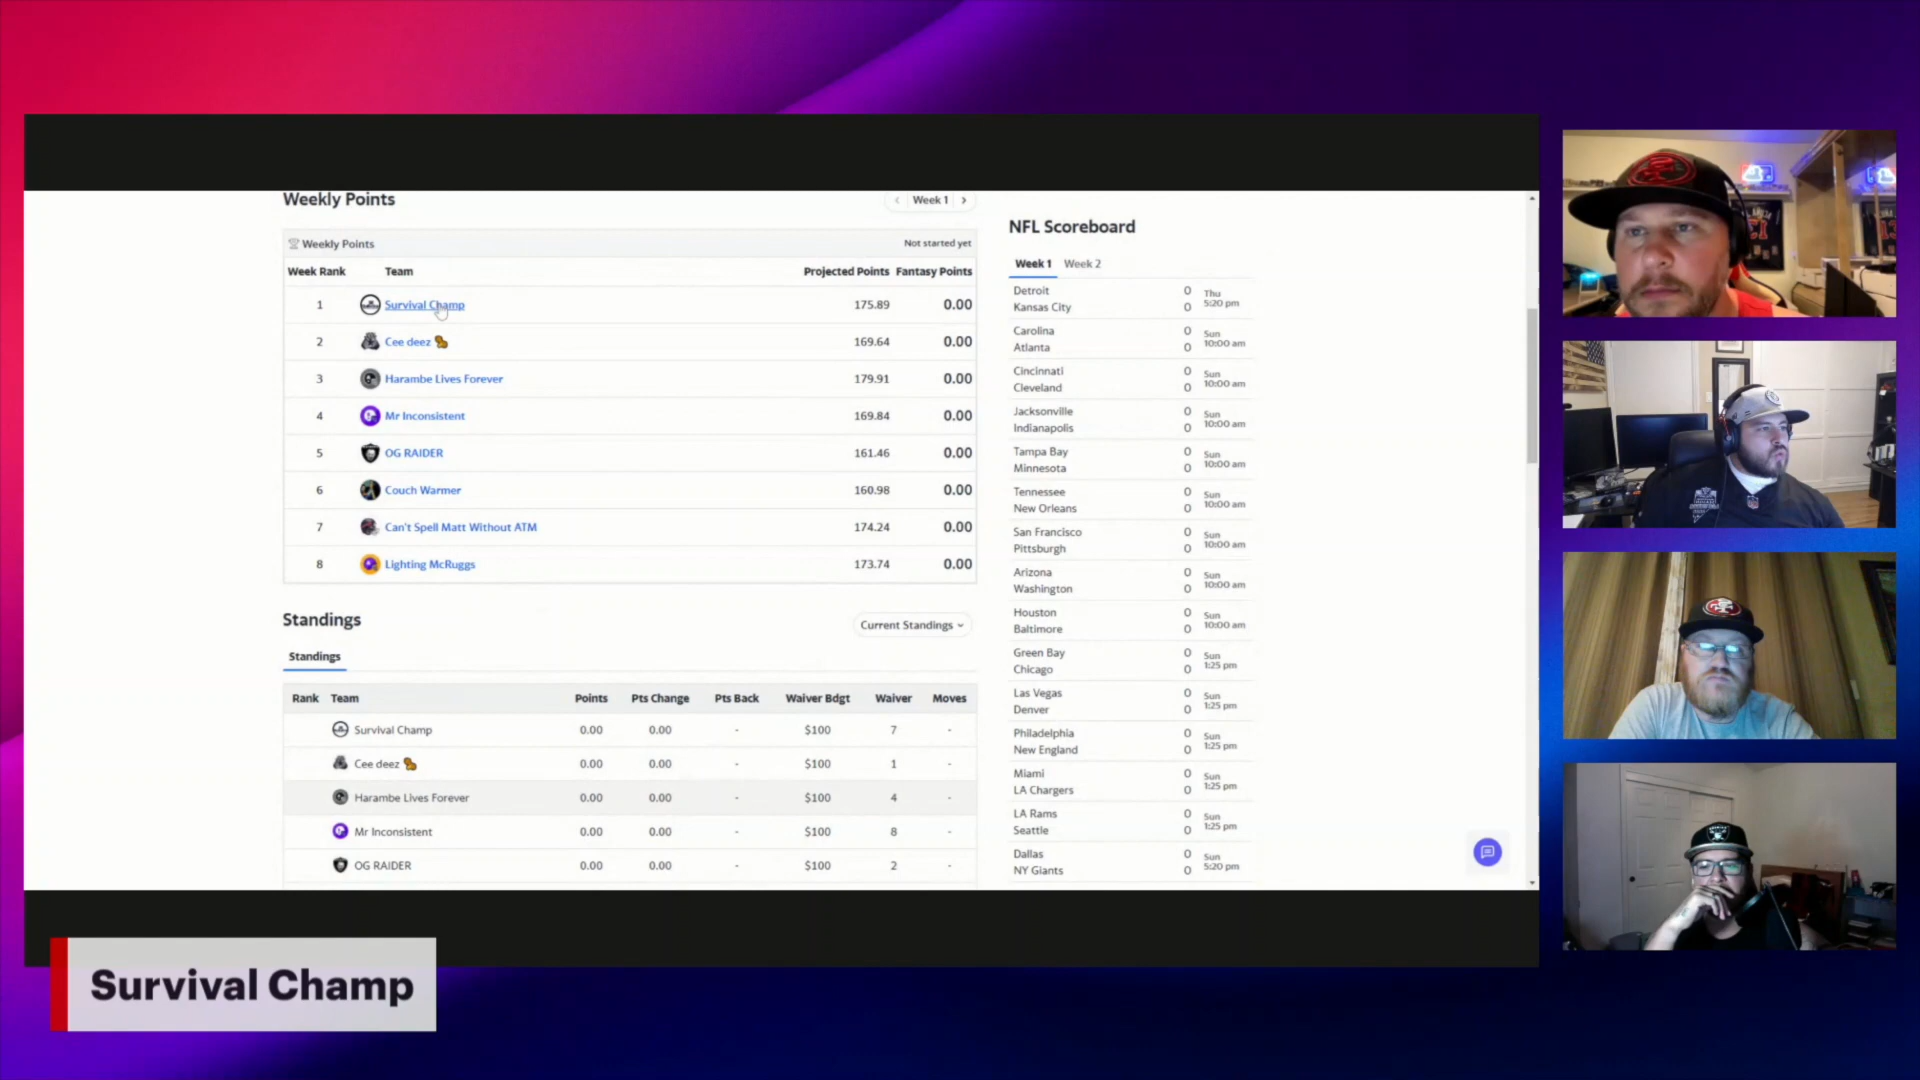 Weekly Points
Week 1
Weekly Points Not started yet
Week Rank Team Projected Points Fantasy Points
1 Survival Champ 175.89 0.00
2 Cee deez 169.64 0.00
3 Harambe Lives Forever 179.91 0.00
4 Mr Inconsistent 169.84 0.00
5 OG RAIDER 161.46 0.00
6 Couch Warmer 160.98 0.00
7 Can't Spell Matt Without ATM 174.24 0.00
8 Lighting McRuggs 173.74 0.00
Standings
Current Standings
Standings
Rank Team Points Pts Change Pts Back Waiver Bdgt Waiver Moves
Survival Champ 0.00 0.00 - $100 7 -
Cee deez 0.00 0.00 - $100 1 -
Harambe Lives Forever 0.00 0.00 - $100 4 -
Mr Inconsistent 0.00 0.00 - $100 8 -
OG RAIDER 0.00 0.00 - $100 2 -
NFL Scoreboard
Week 1 Week 2
Detroit 0 Thu
Kansas City 0 5:20 pm
Carolina 0 Sun
Atlanta 0 10:00 am
Cincinnati 0 Sun
Cleveland 0 10:00 am
Jacksonville 0 Sun
Indianapolis 0 10:00 am
Tampa Bay 0 Sun
Minnesota 0 10:00 am
Tennessee 0 Sun
New Orleans 0 10:00 am
San Francisco 0 Sun
Pittsburgh 0 10:00 am
Arizona 0 Sun
Washington 0 10:00 am
Houston 0 Sun
Baltimore 0 10:00 am
Green Bay 0 Sun
Chicago 0 1:25 pm
Las Vegas 0 Sun
Denver 0 1:25 pm
Philadelphia 0 Sun
New England 0 1:25 pm
Miami 0 Sun
LA Chargers 0 1:25 pm
LA Rams 0 Sun
Seattle 0 1:25 pm
Dallas 0 Sun
NY Giants 0 5:20 pm
Survival Champ